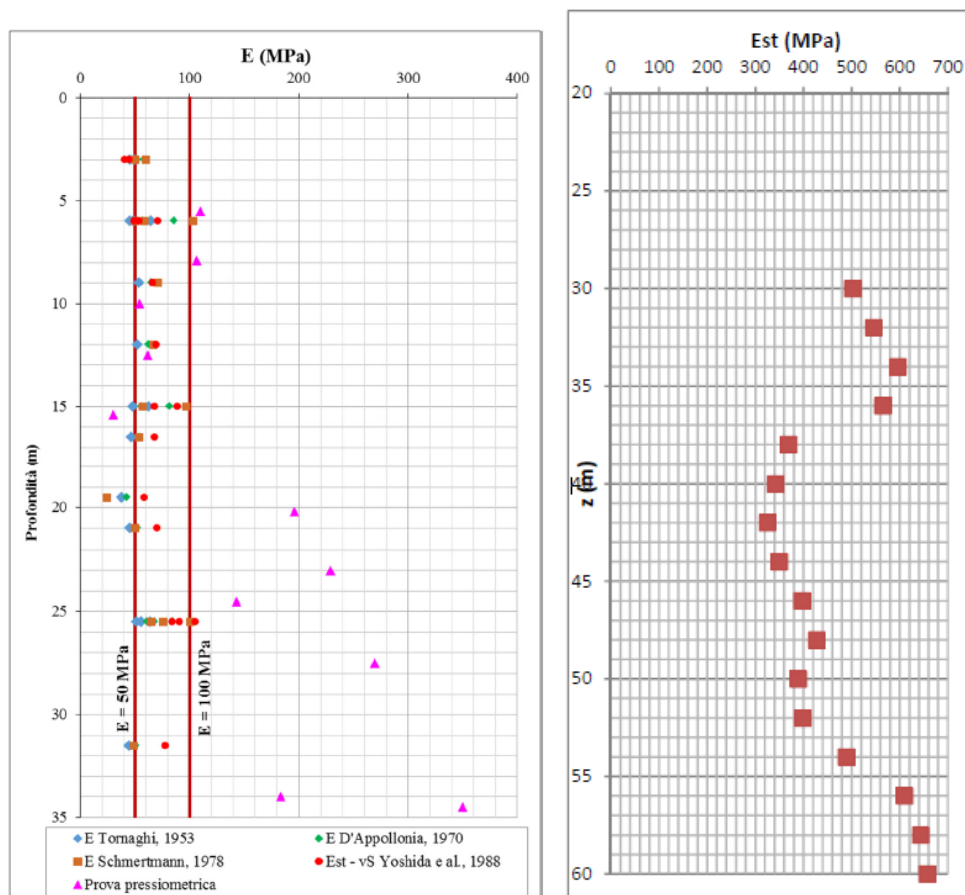 E (MPa)
0 100 200 300 400
0
5
10
15
20
25
30
35
Profondità (m)
E = 50 MPa
E = 100 MPa
E Tornaghi, 1953
E D'Appollonia, 1970
E Schmertmann, 1978
Est - vS Yoshida e al., 1988
Prova pressiometrica
Est (MPa)
0 100 200 300 400 500 600 700
20
25
30
35
40
45
50
55
60
z (m)